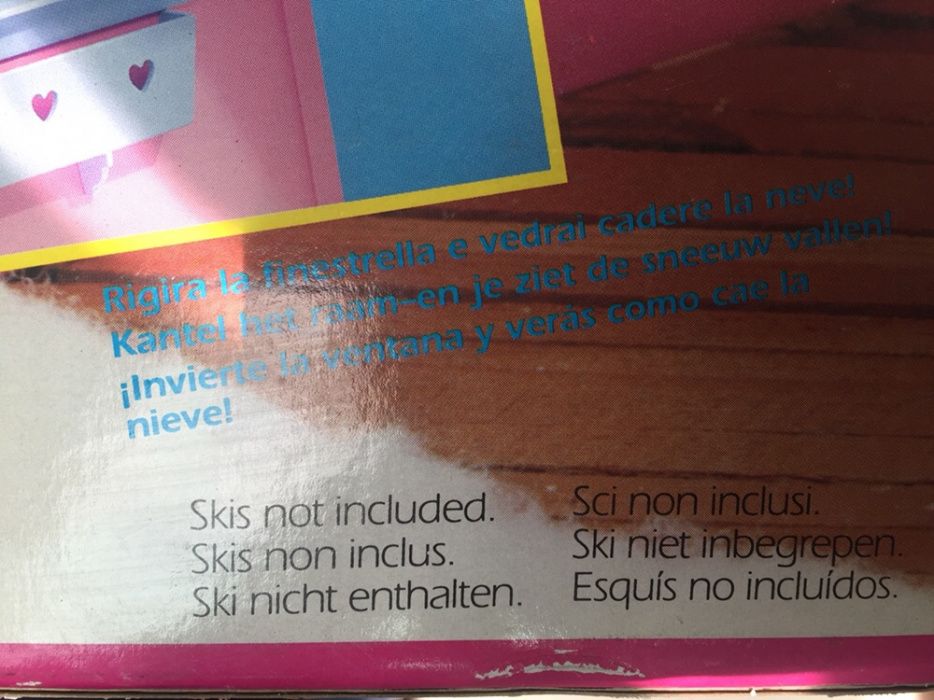 Rigira la finestrella e vedrai cadere la neve!
Kantel het raam–en je ziet de sneeuw vallen!
¡Invierte la ventana y verás como cae la
nieve!
Skis not included.
Skis non inclus.
Ski nicht enthalten.
Sci non inclusi.
Ski niet inbegrepen.
Esquís no incluídos.